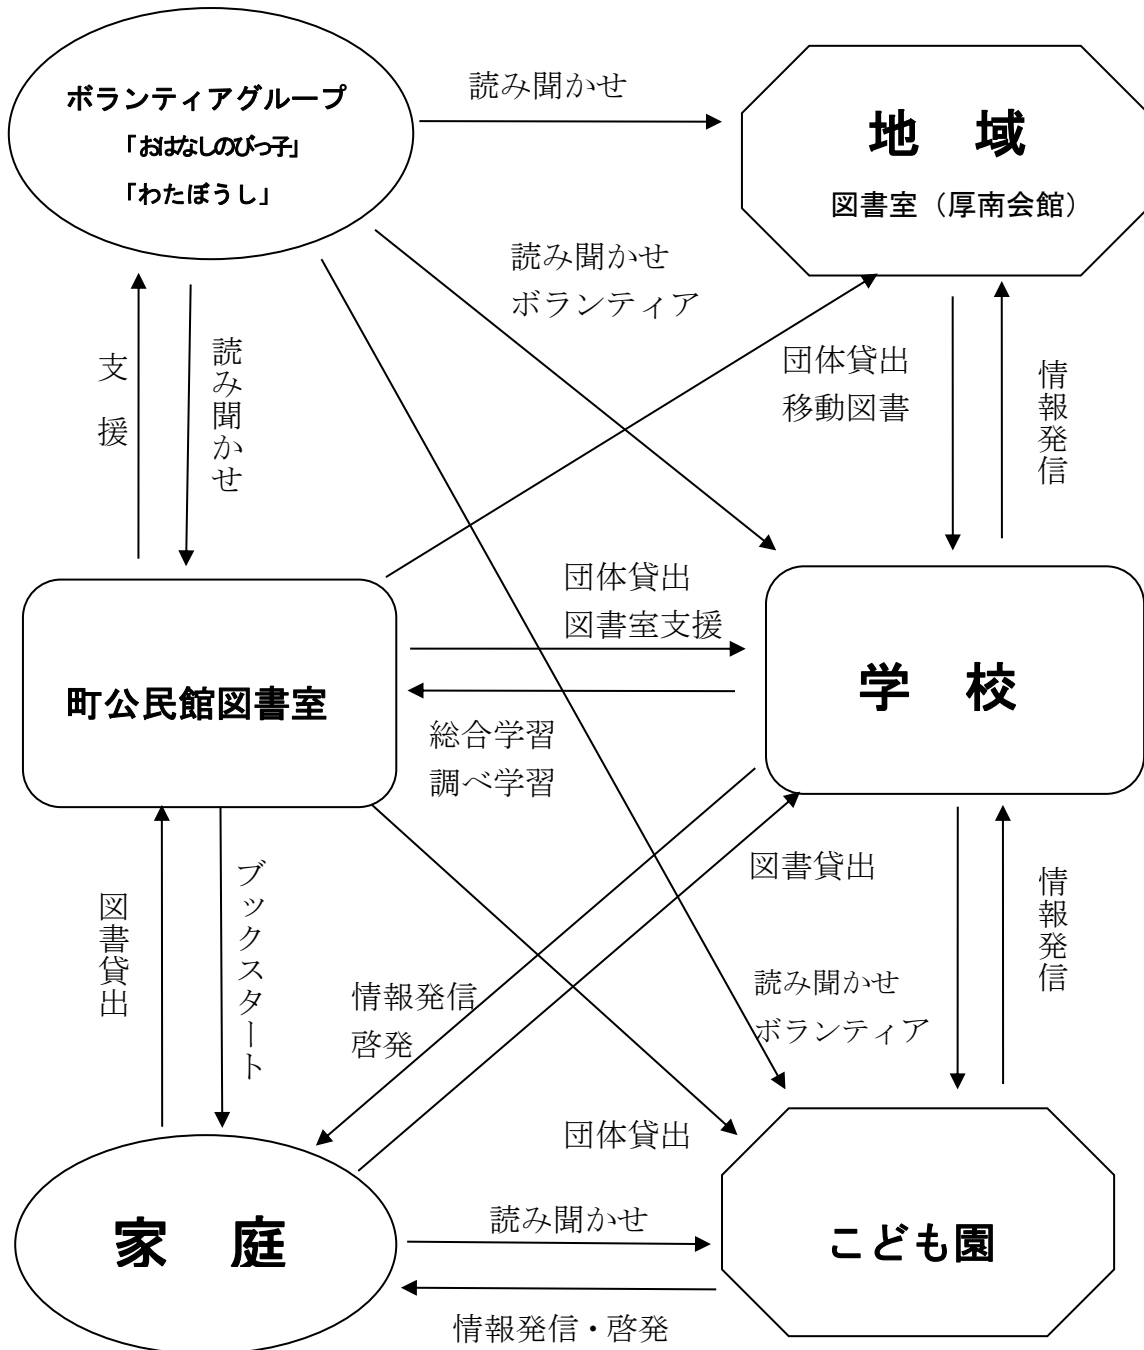 ボランティアグループ
「おはなしのびっ子」
「わたぼうし」
読み聞かせ
地 域
図書室（厚南会館）
読み聞かせ
ボランティア
支 援
読み聞かせ
団体貸出
移動図書
情報発信
団体貸出
図書室支援
町公民館図書室
学 校
総合学習
調べ学習
図書貸出
ブックスタート
図書貸出
情報発信
情報発信
啓発
読み聞かせ
ボランティア
団体貸出
家 庭
読み聞かせ
こども園
情報発信・啓発